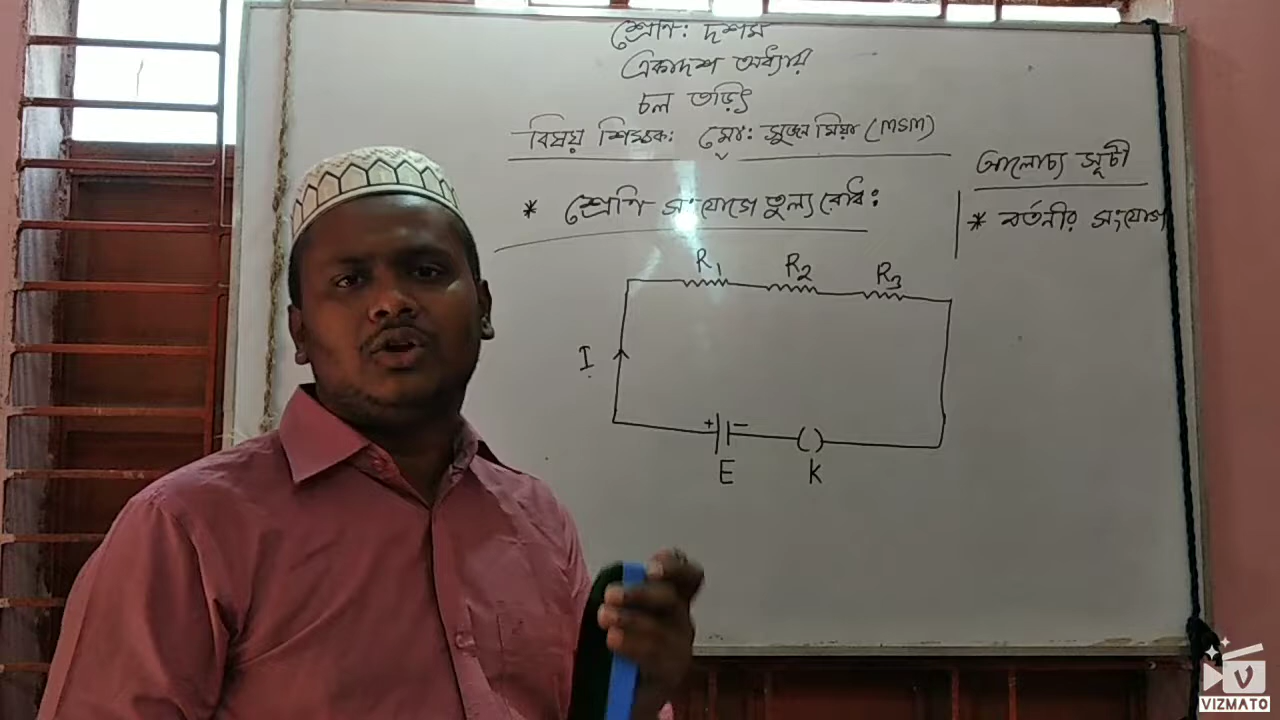 শ্রেণি: দশম
একাদশ অধ্যায়
চল তড়িৎ
বিষয় শিক্ষক: মো: সুজন মিয়া (MSM)
আলোচ্য সূচী
* শ্রেণি সংযোগে তুল্য রোধ:
* বর্তনীর সংযোগ
R1 R2 R3
I
+ −
E K
V
VIZMATO